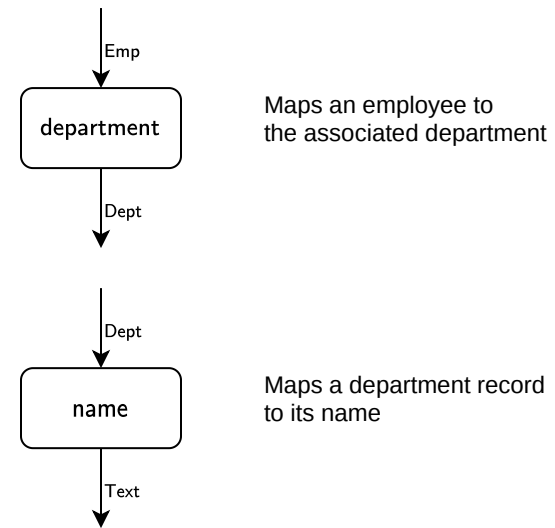 Emp
department
Maps an employee to
the associated department
Dept
Dept
name
Maps a department record
to its name
Text